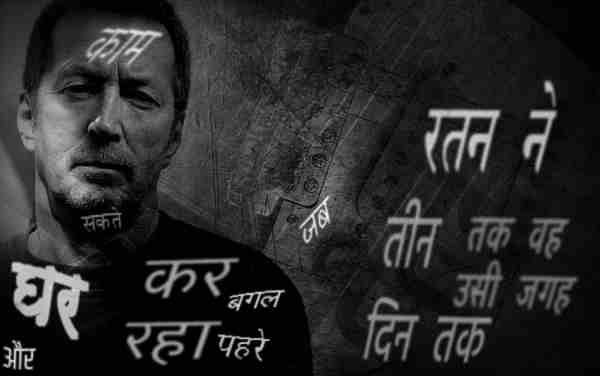 काम
रतन ने
सकते
जब
तीन तक वह
उसी जगह
घर कर बगल
दिन तक
और रहा पहरे